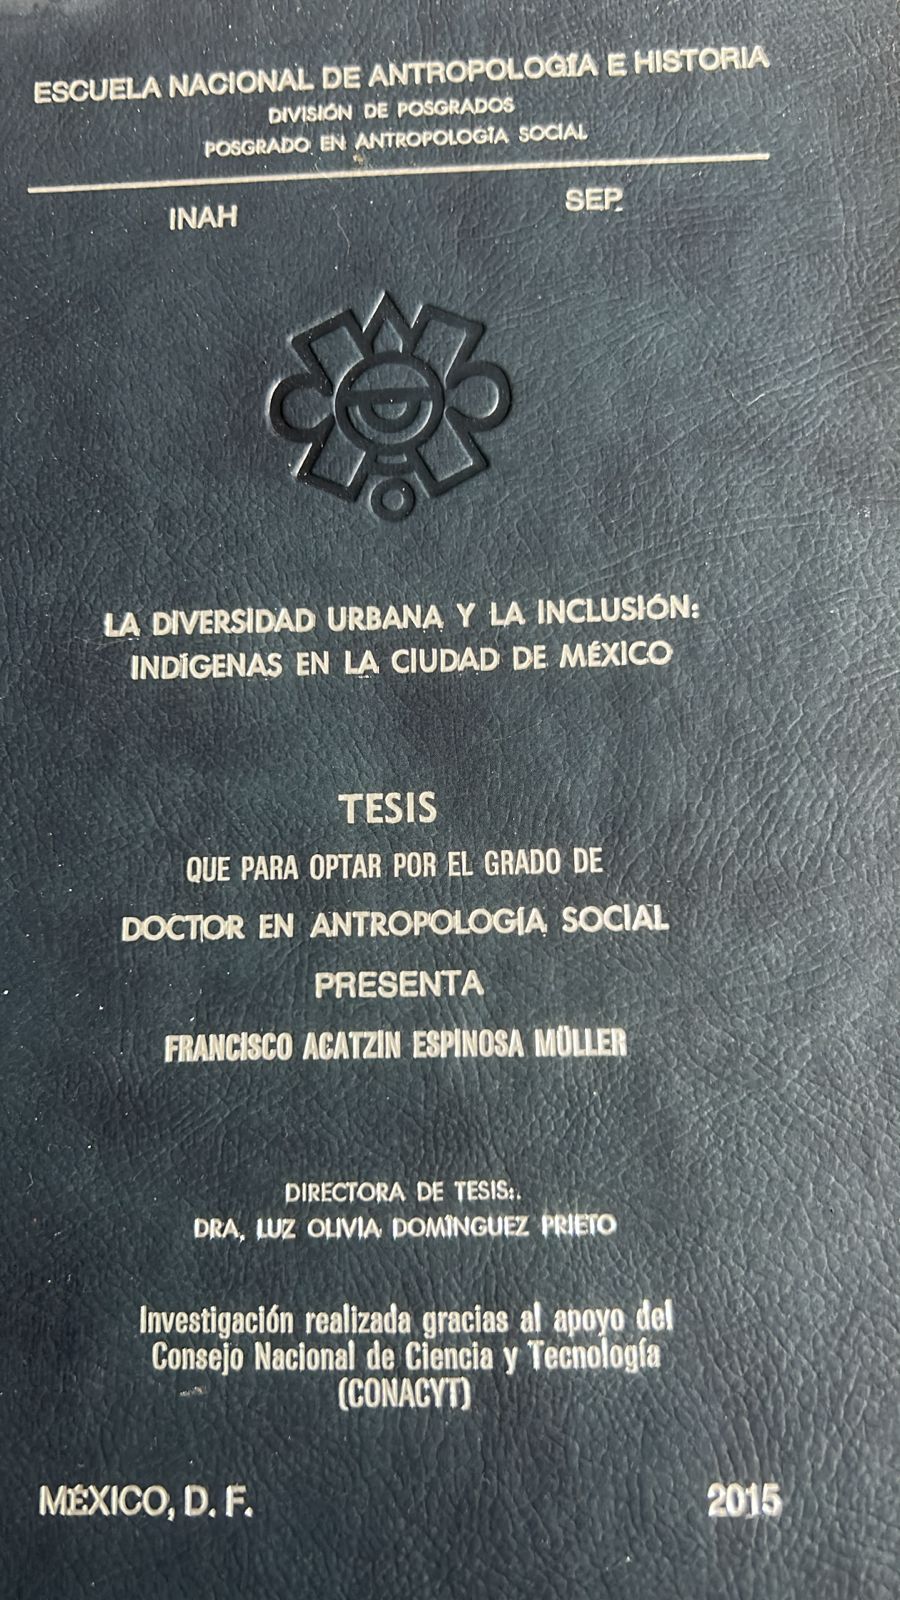 ESCUELA NACIONAL DE ANTROPOLOGÍA E HISTORIA
DIVISIÓN DE POSGRADOS
POSGRADO EN ANTROPOLOGÍA SOCIAL
INAH SEP
LA DIVERSIDAD URBANA Y LA INCLUSIÓN:
INDÍGENAS EN LA CIUDAD DE MÉXICO
TESIS
QUE PARA OPTAR POR EL GRADO DE
DOCTOR EN ANTROPOLOGÍA SOCIAL
PRESENTA
FRANCISCO ACATZIN ESPINOSA MÜLLER
DIRECTORA DE TESIS:.
DRA, LUZ OLIVIA DOMÍNGUEZ PRIETO
Investigación realizada gracias al apoyo del
Consejo Nacional de Ciencia y Tecnología
(CONACYT)
MÉXICO, D. F. 2015